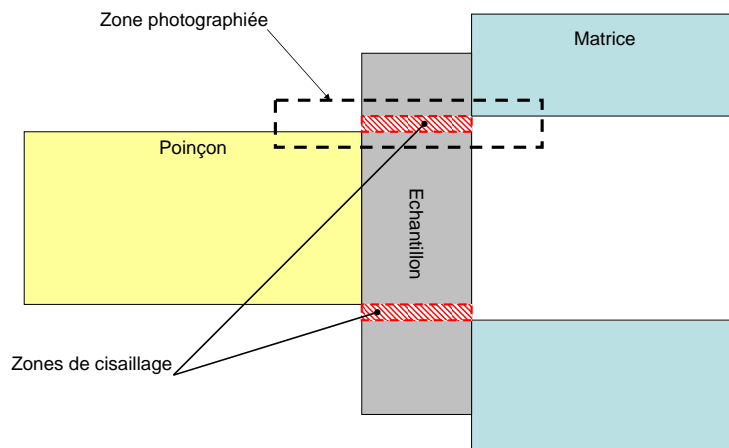 Zone photographiée
Matrice
Poinçon
Echantillon
Zones de cisaillage